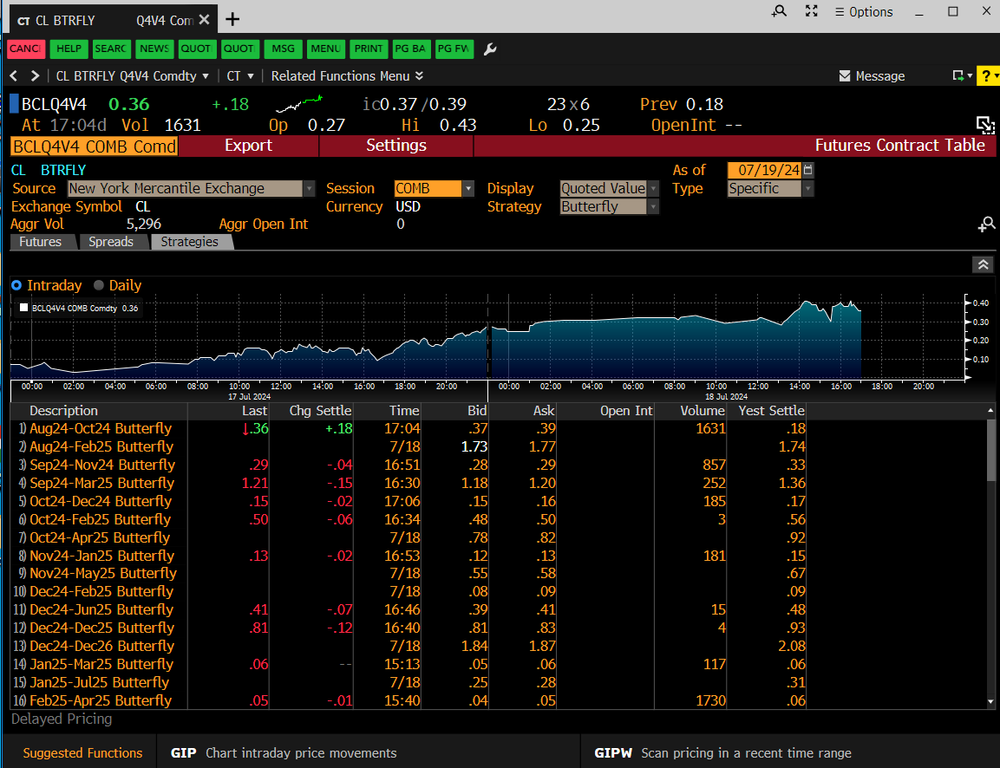 CT CL BTRFLY Q4V4 Com × +
Options
CANC HELP SEARC NEWS QUOT QUOT MSG MENU PRINT PG BA PG FW
< > CL BTRFLY Q4V4 Comdty CT Related Functions Menu Message ?
BCLQ4V4 0.36 +.18 ic0.37/0.39 23x6 Prev 0.18
At 17:04d Vol 1631 Op 0.27 Hi 0.43 Lo 0.25 OpenInt --
BCLQ4V4 COMB Comd Export Settings Futures Contract Table
CL BTRFLY As of 07/19/24
Source New York Mercantile Exchange Session COMB Display Quoted Value Type Specific
Exchange Symbol CL Currency USD Strategy Butterfly
Aggr Vol 5,296 Aggr Open Int 0
Futures Spreads Strategies
Intraday Daily
BCLQ4V4 COMB Comdty 0.36
0.40
0.30
0.20
0.10
00:00 02:00 04:00 06:00 08:00 10:00 12:00 14:00 16:00 18:00 20:00 00:00 02:00 04:00 06:00 08:00 10:00 12:00 14:00 16:00 18:00 20:00
17 Jul 2024 18 Jul 2024
Description Last Chg Settle Time Bid Ask Open Int Volume Yest Settle
1) Aug24-Oct24 Butterfly ↓.36 +.18 17:04 .37 .39 1631 .18
2) Aug24-Feb25 Butterfly 7/18 1.73 1.77 1.74
3) Sep24-Nov24 Butterfly .29 -.04 16:51 .28 .29 857 .33
4) Sep24-Mar25 Butterfly 1.21 -.15 16:30 1.18 1.20 252 1.36
5) Oct24-Dec24 Butterfly .15 -.02 17:06 .15 .16 185 .17
6) Oct24-Feb25 Butterfly .50 -.06 16:34 .48 .50 3 .56
7) Oct24-Apr25 Butterfly 7/18 .78 .82 .92
8) Nov24-Jan25 Butterfly .13 -.02 16:53 .12 .13 181 .15
9) Nov24-May25 Butterfly 7/18 .55 .58 .67
10) Dec24-Feb25 Butterfly 7/18 .08 .09 .09
11) Dec24-Jun25 Butterfly .41 -.07 16:46 .39 .41 15 .48
12) Dec24-Dec25 Butterfly .81 -.12 16:40 .81 .83 4 .93
13) Dec24-Dec26 Butterfly 7/18 1.84 1.87 2.08
14) Jan25-Mar25 Butterfly .06 -- 15:13 .05 .06 117 .06
15) Jan25-Jul25 Butterfly 7/18 .25 .28 .31
16) Feb25-Apr25 Butterfly .05 -.01 15:40 .04 .05 1730 .06
Delayed Pricing
Suggested Functions GIP Chart intraday price movements GIPW Scan pricing in a recent time range